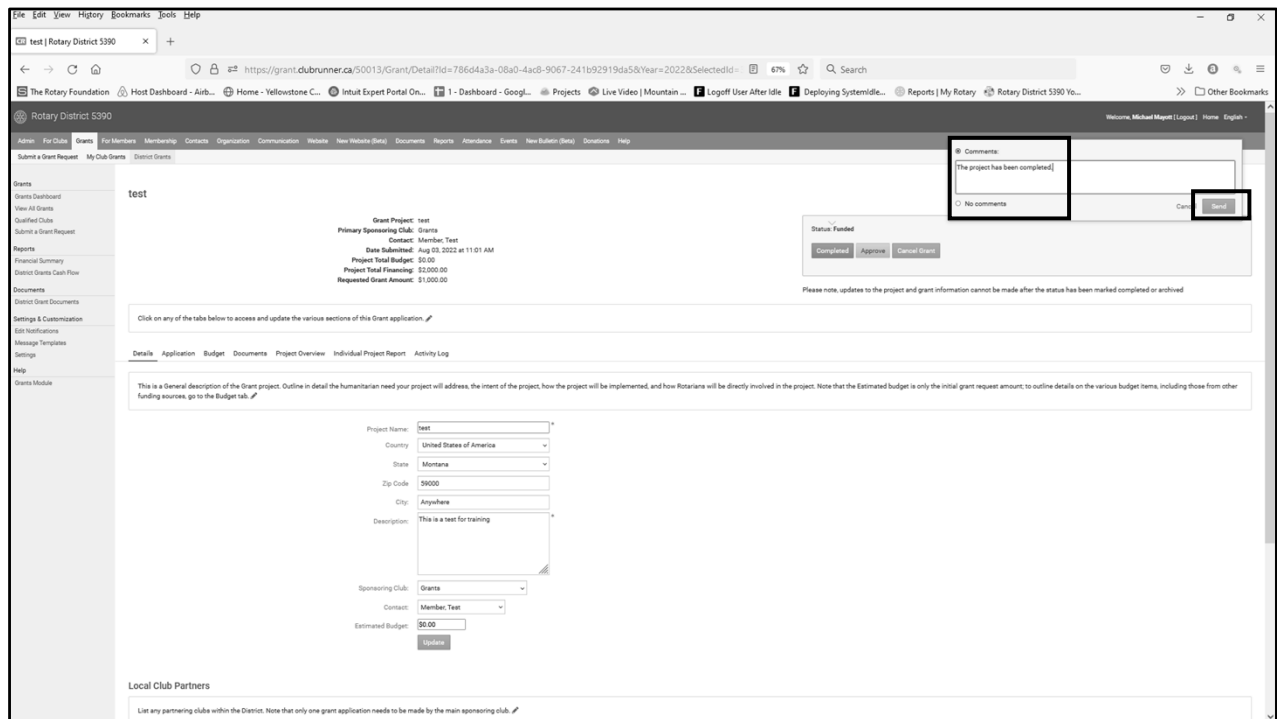 File Edit View History Bookmarks Tools Help
test | Rotary District 5390
https://grant.clubrunner.ca/50013/Grant/Detail?Id=786d4a3a-08a0-4ac8-9067-241b92919da5&Year=2022&SelectedId= 67% Search
The Rotary Foundation Host Dashboard - Airb... Home - Yellowstone C... Intuit Expert Portal On... 1 - Dashboard - Googl... Projects Live Video | Mountain ... Logoff User After Idle Deploying SystemIdle... Reports | My Rotary Rotary District 5390 Yo... Other Bookmarks
Rotary District 5390 Welcome, Michael Mayott [ Logout ] Home English
Admin For Clubs Grants For Members Membership Contacts Organization Communication Website New Website (Beta) Documents Reports Attendance Events New Bulletin (Beta) Donations Help
Submit a Grant Request My Club Grants District Grants
Comments:
The project has been completed.
No comments
Send
Grants
Grants Dashboard
View All Grants
Qualified Clubs
Submit a Grant Request
Reports
Financial Summary
District Grants Cash Flow
Documents
District Grant Documents
Settings & Customization
Edit Notifications
Message Templates
Settings
Help
Grants Module
test
Grant Project: test
Primary Sponsoring Club: Grants
Contact: Member, Test
Date Submitted: Aug 03, 2022 at 11:01 AM
Project Total Budget: $0.00
Project Total Financing: $2,000.00
Requested Grant Amount: $1,000.00
Status: Funded
Completed Approve Cancel Grant
Please note, updates to the project and grant information cannot be made after the status has been marked completed or archived
Click on any of the tabs below to access and update the various sections of this Grant application.
Details Application Budget Documents Project Overview Individual Project Report Activity Log
This is a General description of the Grant project. Outline in detail the humanitarian need your project will address, the intent of the project, how the project will be implemented, and how Rotarians will be directly involved in the project. Note that the Estimated budget is only the initial grant request amount; to outline details on the various budget items, including those from other
funding sources, go to the Budget tab.
Project Name: test *
Country United States of America
State Montana
Zip Code 59000
City: Anywhere
Description: This is a test for training *
Sponsoring Club: Grants
Contact: Member, Test
Estimated Budget: $0.00
Update
Local Club Partners
List any partnering clubs within the District. Note that only one grant application needs to be made by the main sponsoring club.